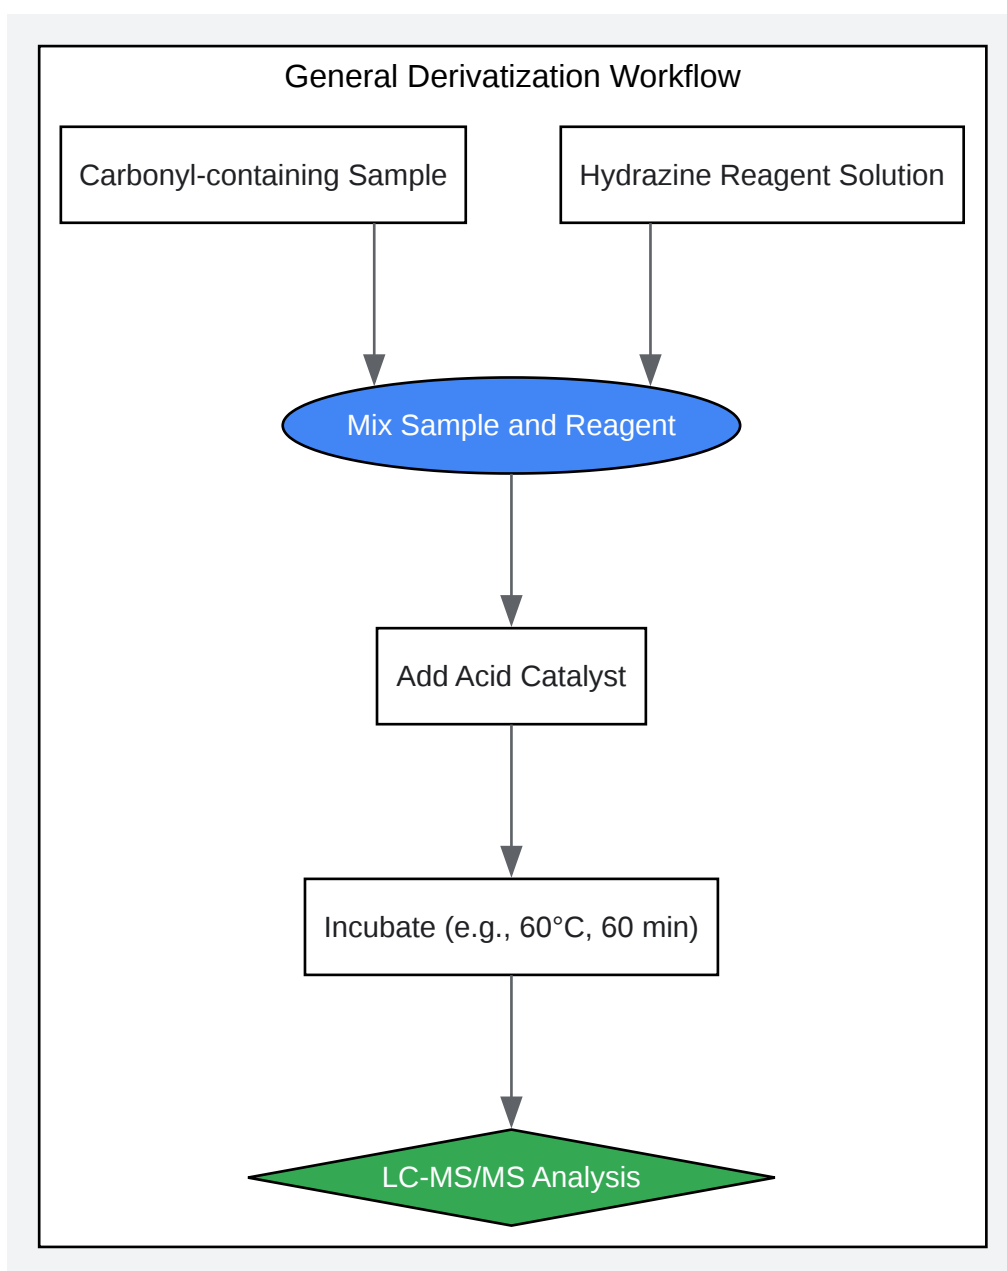 General Derivatization Workflow
Carbonyl-containing Sample
Hydrazine Reagent Solution
Mix Sample and Reagent
Add Acid Catalyst
Incubate (e.g., 60°C, 60 min)
LC-MS/MS Analysis